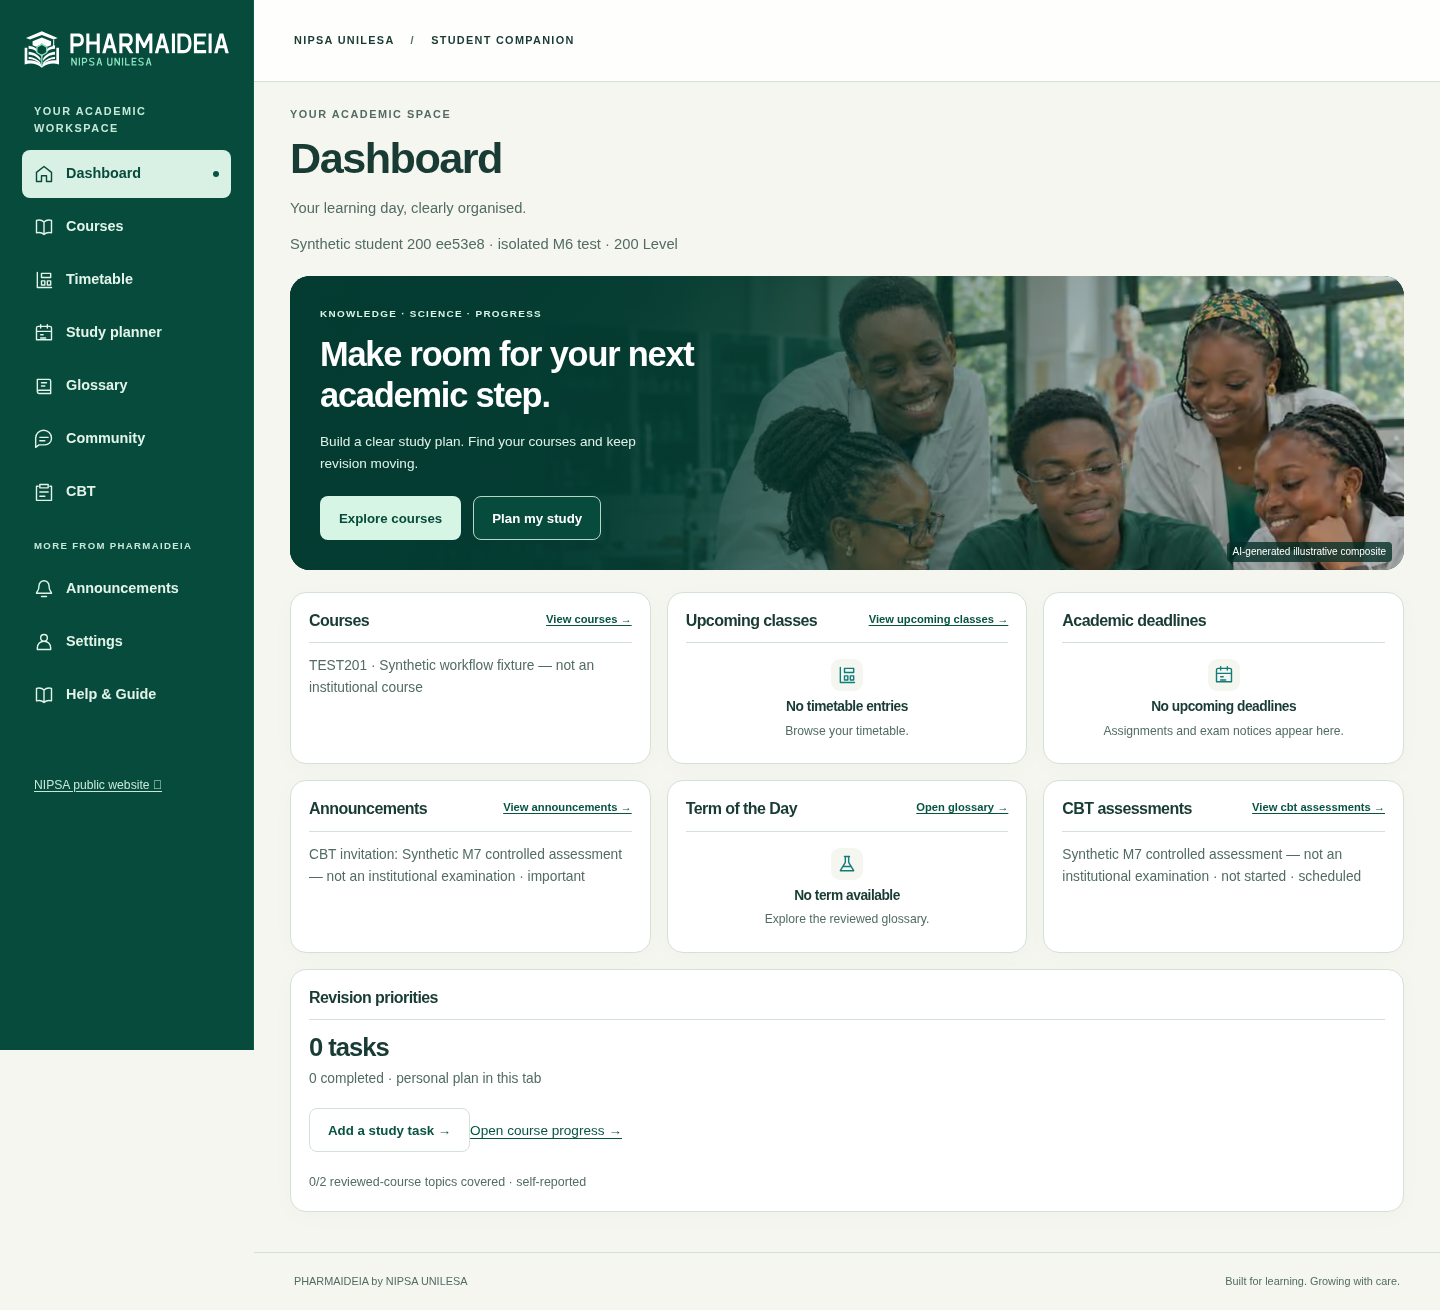 PHARMAIDEIA
NIPSA UNILESA
YOUR ACADEMIC
WORKSPACE
Dashboard
Courses
Timetable
Study planner
Glossary
Community
CBT
MORE FROM PHARMAIDEIA
Announcements
Settings
Help & Guide
NIPSA public website
NIPSA UNILESA / STUDENT COMPANION
YOUR ACADEMIC SPACE
Dashboard
Your learning day, clearly organised.
Synthetic student 200 ee53e8 · isolated M6 test · 200 Level
KNOWLEDGE · SCIENCE · PROGRESS
Make room for your next
academic step.
Build a clear study plan. Find your courses and keep
revision moving.
Explore courses
Plan my study
AI-generated illustrative composite
Courses
View courses →
TEST201 · Synthetic workflow fixture — not an
institutional course
Upcoming classes
View upcoming classes →
No timetable entries
Browse your timetable.
Academic deadlines
No upcoming deadlines
Assignments and exam notices appear here.
Announcements
View announcements →
CBT invitation: Synthetic M7 controlled assessment
— not an institutional examination · important
Term of the Day
Open glossary →
No term available
Explore the reviewed glossary.
CBT assessments
View cbt assessments →
Synthetic M7 controlled assessment — not an
institutional examination · not started · scheduled
Revision priorities
0 tasks
0 completed · personal plan in this tab
Add a study task →
Open course progress →
0/2 reviewed-course topics covered · self-reported
PHARMAIDEIA by NIPSA UNILESA
Built for learning. Growing with care.